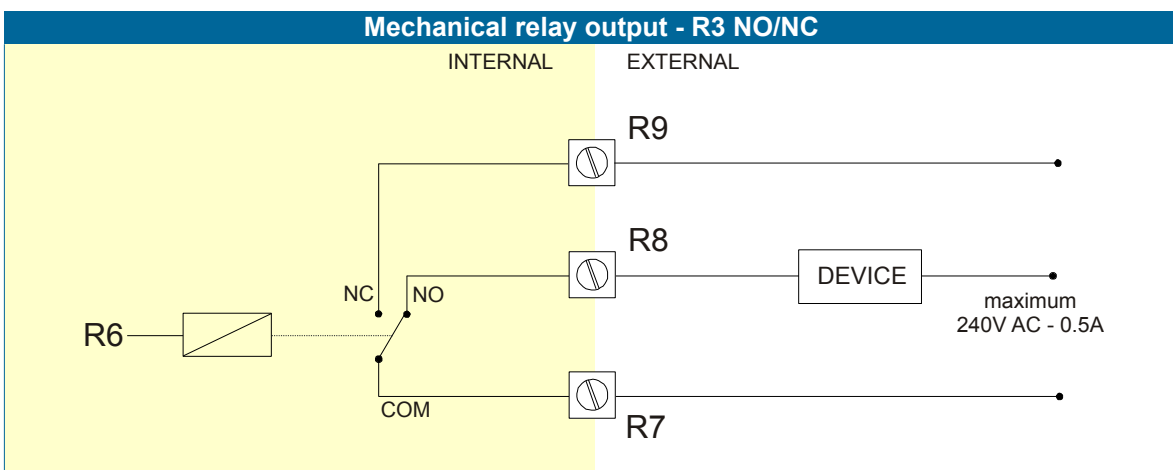 Mechanical relay output - R3 NO/NC
INTERNAL
EXTERNAL
R9
R8
NC
NO
DEVICE
maximum
240V AC - 0.5A
R6
COM
R7